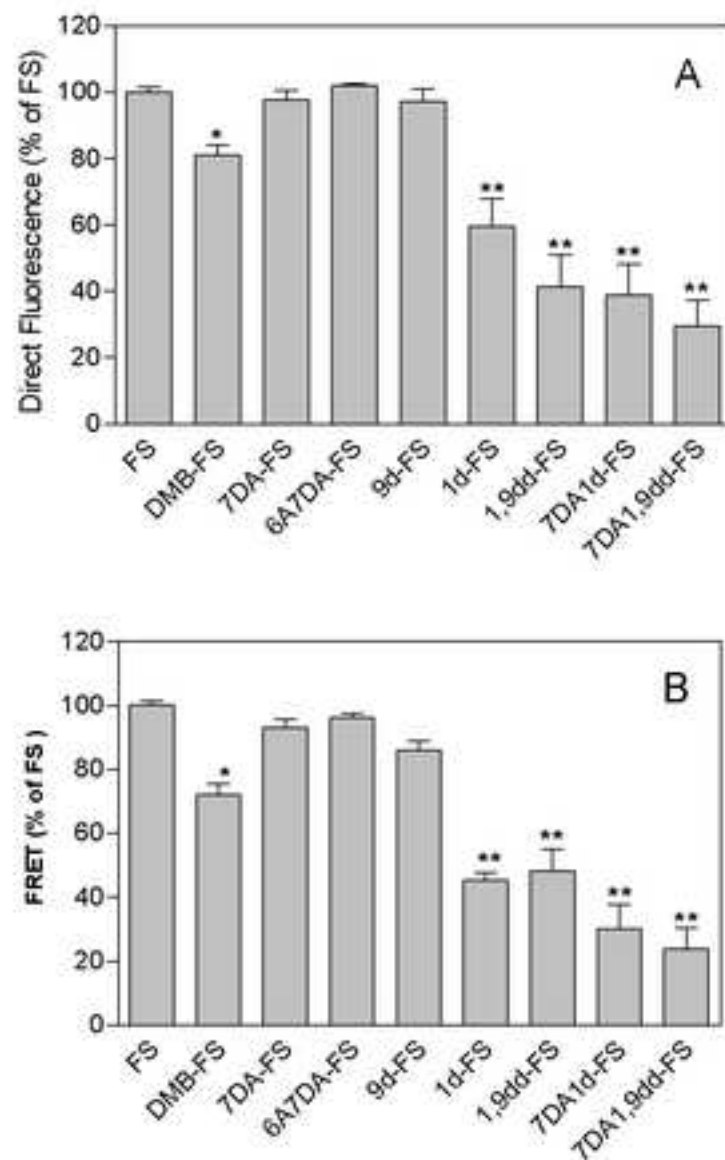 A
Direct Fluorescence (% of FS)
120
100
80
60
40
20
0
*
**
**
**
**
FS
DMB-FS
7DA-FS
6A7DA-FS
9d-FS
1d-FS
1,9dd-FS
7DA1d-FS
7DA1,9dd-FS
B
FRET (% of FS)
120
100
80
60
40
20
0
*
**
**
**
**
FS
DMB-FS
7DA-FS
6A7DA-FS
9d-FS
1d-FS
1,9dd-FS
7DA1d-FS
7DA1,9dd-FS